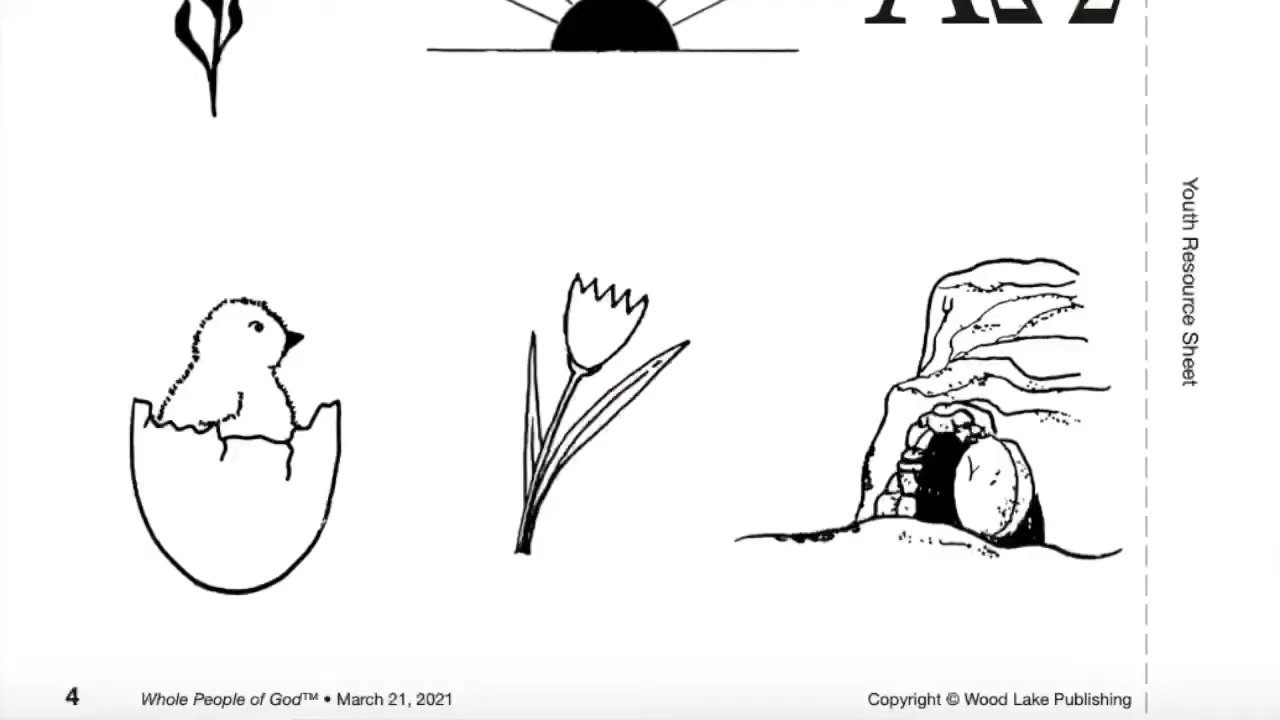 Youth Resource Sheet
4 Whole People of God™ • March 21, 2021 Copyright © Wood Lake Publishing